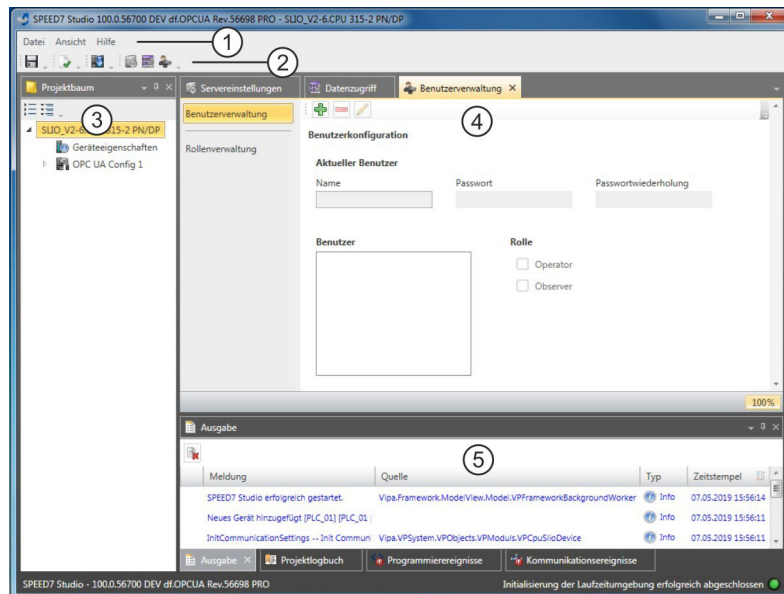 SPEED7 Studio 100.0.56700 DEV df.OPCUA Rev.56698 PRO - SLIO_V2-6.CPU 315-2 PN/DP
Datei Ansicht Hilfe
1
2
Projektbaum
3
SLIO_V2-6. 315-2 PN/DP
Geräteeigenschaften
OPC UA Config 1
Servereinstellungen
Datenzugriff
Benutzerverwaltung
Benutzerverwaltung
Rollenverwaltung
4
Benutzerkonfiguration
Aktueller Benutzer
Name Passwort Passwortwiederholung
Benutzer Rolle
Operator
Observer
100%
Ausgabe
5
Meldung Quelle Typ Zeitstempel
SPEED7 Studio erfolgreich gestartet. Vipa.Framework.ModelView.Model.VPFrameworkBackgroundWorker Info 07.05.2019 15:56:14
Neues Gerät hinzugefügt [PLC_01] [PLC_01 Info 07.05.2019 15:56:11
InitCommunicationSettings -- Init Commun Vipa.VPSystem.VPObjects.VPModuls.VPCpuSlioDevice Info 07.05.2019 15:56:11
Ausgabe Projektlogbuch Programmierereignisse Kommunikationsereignisse
SPEED7 Studio - 100.0.56700 DEV df.OPCUA Rev.56698 PRO Initialisierung der Laufzeitumgebung erfolgreich abgeschlossen